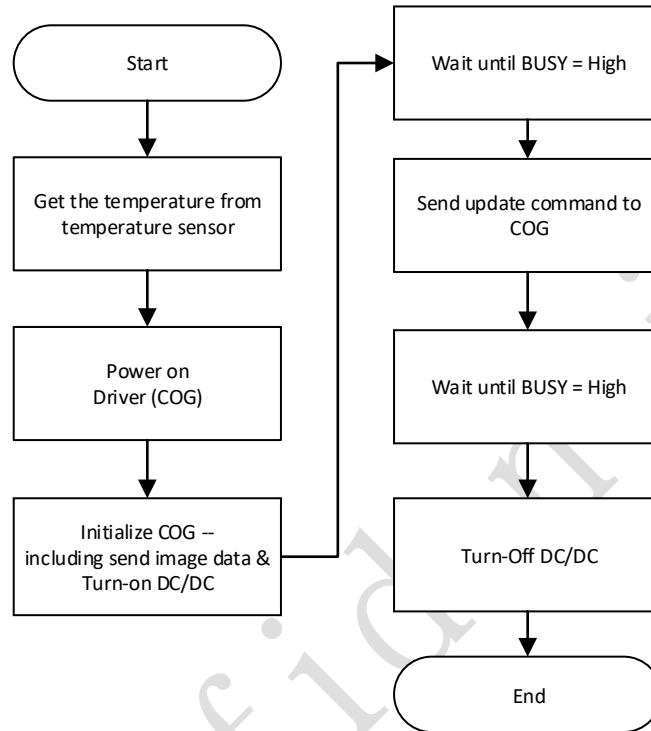 Start
Get the temperature from
temperature sensor
Power on
Driver (COG)
Initialize COG --
including send image data &
Turn-on DC/DC
Wait until BUSY = High
Send update command to
COG
Wait until BUSY = High
Turn-Off DC/DC
End